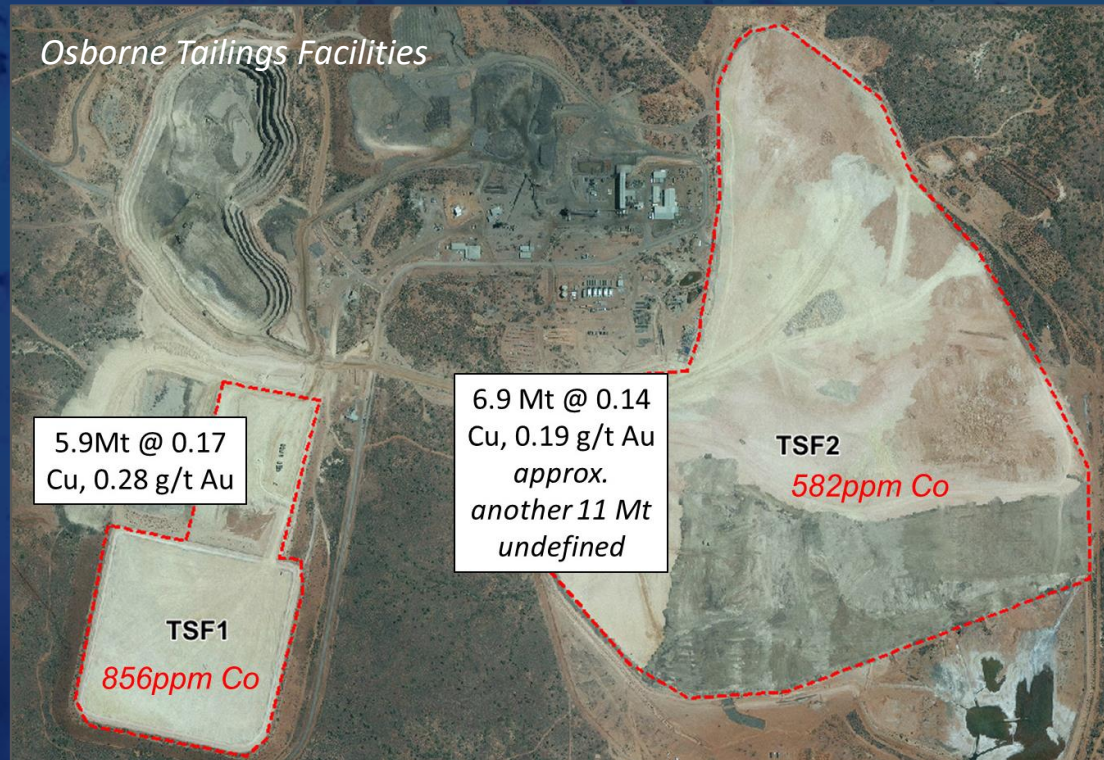 Osborne Tailings Facilities
5.9Mt @ 0.17
Cu, 0.28 g/t Au
6.9 Mt @ 0.14
Cu, 0.19 g/t Au
approx.
another 11 Mt
undefined
TSF2
582ppm Co
TSF1
856ppm Co